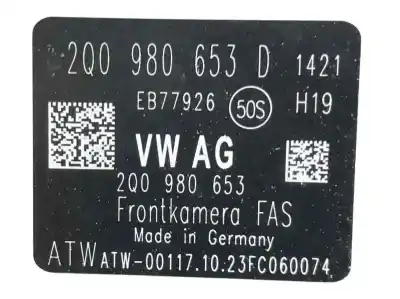 2Q0 980 653 D 1421
EB77926 50S H19
VW AG
2Q0 980 653
Frontkamera FAS
Made in Germany
ATW ATW-00117.10.23FC060074